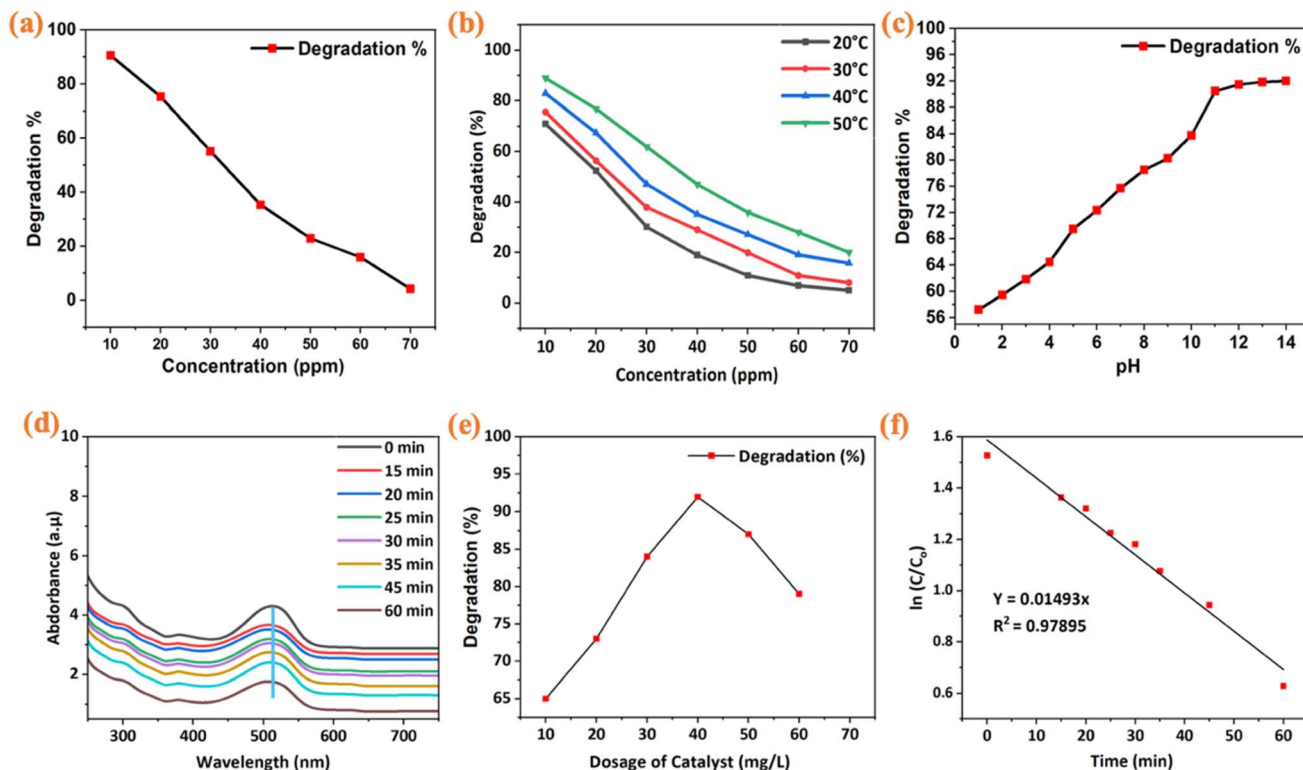 (a)
Degradation %
100
80
60
40
20
0
Degradation %
10 20 30 40 50 60 70
Concentration (ppm)
(b)
20°C
30°C
40°C
50°C
100
80
60
40
20
0
Degradation (%)
10 20 30 40 50 60 70
Concentration (ppm)
(c)
Degradation %
100
96
92
88
84
80
76
72
68
64
60
56
Degradation %
0 2 4 6 8 10 12 14
pH
(d)
0 min
15 min
20 min
25 min
30 min
35 min
45 min
60 min
10
8
6
4
2
Abdorbance (a.μ)
300 400 500 600 700
Wavelength (nm)
(e)
Degradation (%)
100
95
90
85
80
75
70
65
Degradation (%)
10 20 30 40 50 60
Dosage of Catalyst (mg/L)
(f)
1.6
1.4
1.2
1.0
0.8
0.6
ln (C/Cₒ)
Y = 0.01493x
R² = 0.97895
0 10 20 30 40 50 60
Time (min)